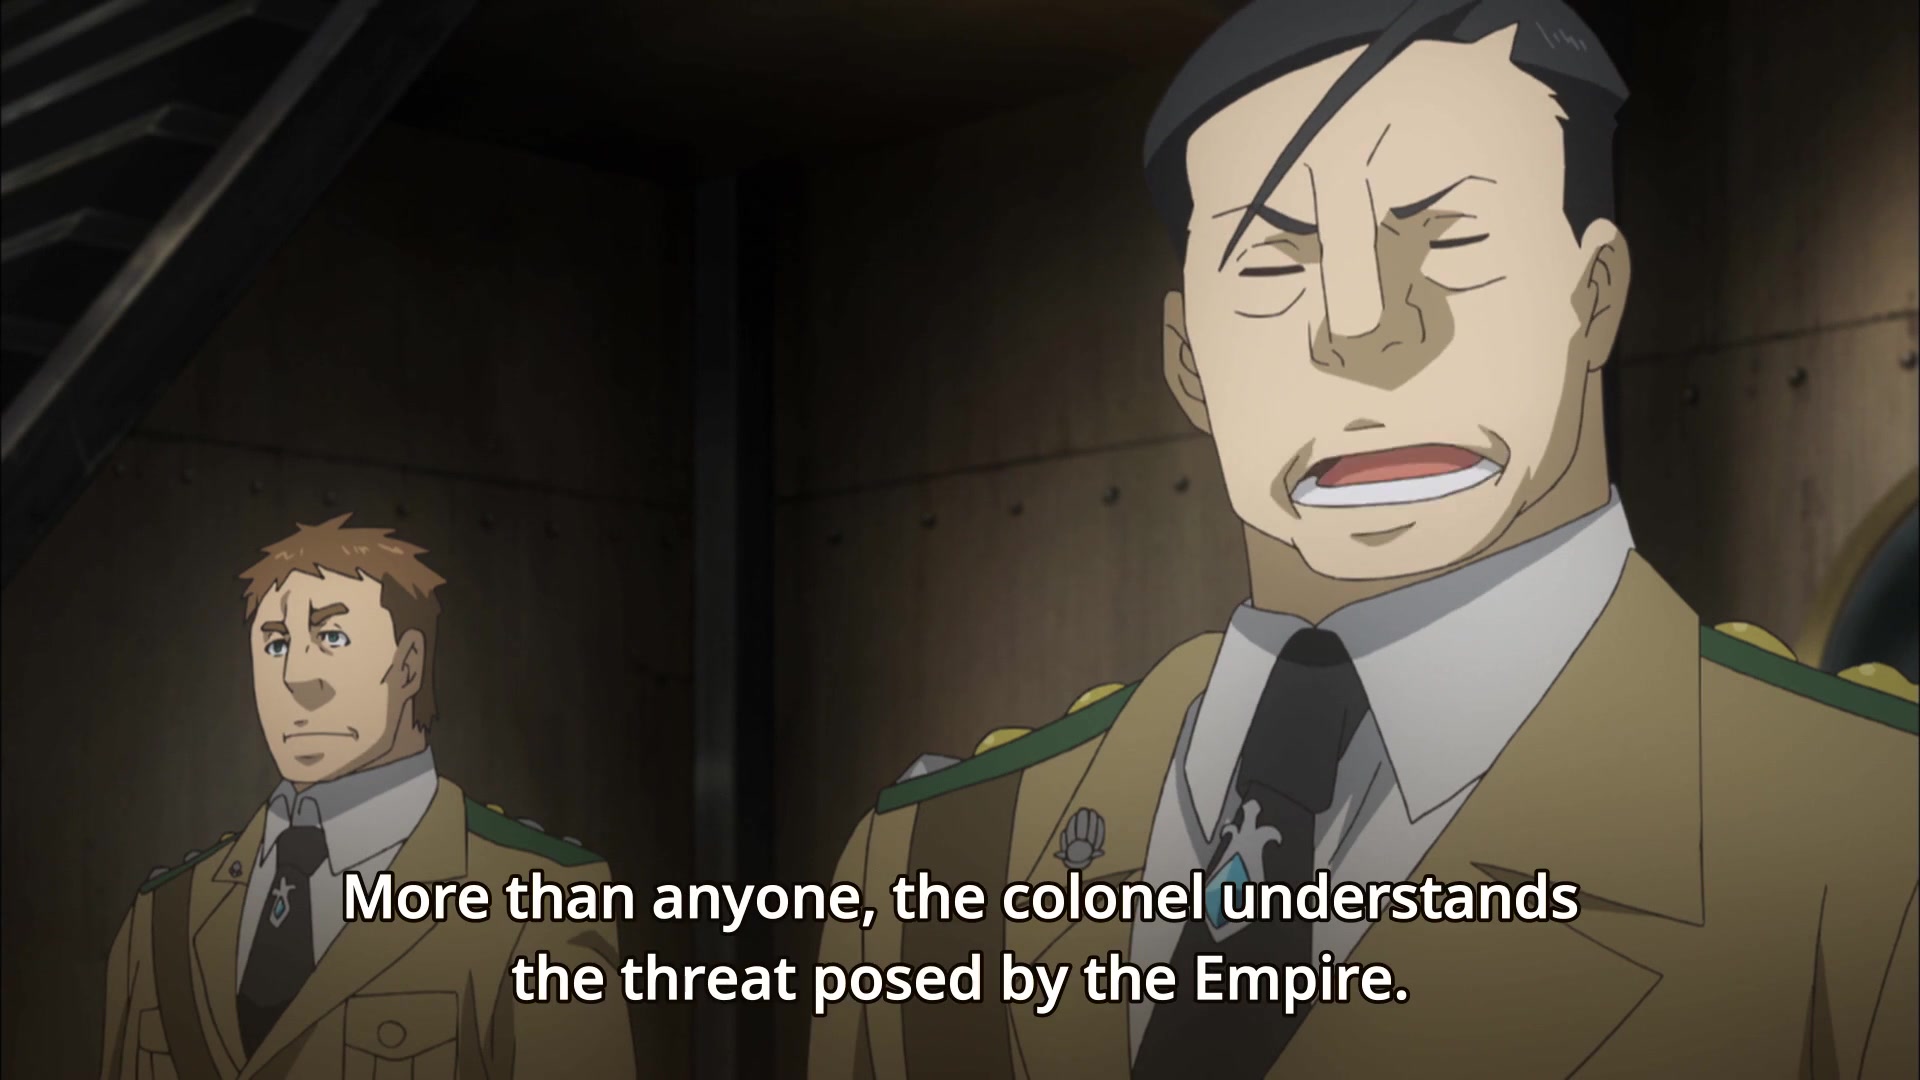 More than anyone, the colonel understands
the threat posed by the Empire.